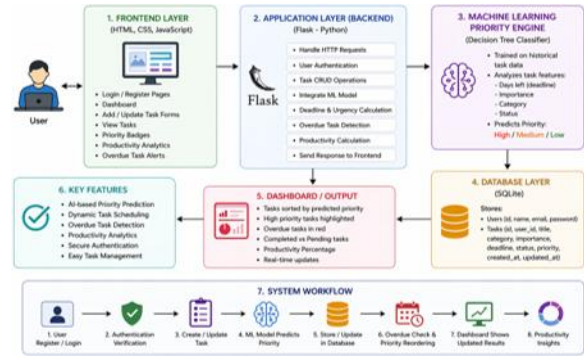 1. FRONTEND LAYER
(HTML, CSS, JavaScript)
User
• Login / Register Pages
• Dashboard
• Add / Update Task Forms
• View Tasks
• Priority Badges
• Productivity Analytics
• Overdue Task Alerts
2. APPLICATION LAYER (BACKEND)
(Flask - Python)
Flask
• Handle HTTP Requests
• User Authentication
• Task CRUD Operations
• Integrate ML Model
• Deadline & Urgency Calculation
• Overdue Task Detection
• Productivity Calculation
• Send Response to Frontend
3. MACHINE LEARNING
PRIORITY ENGINE
(Decision Tree Classifier)
• Trained on historical
task data
• Analyzes task features:
- Days left (deadline)
- Importance
- Category
- Status
• Predicts Priority:
High / Medium / Low
4. DATABASE LAYER
(SQLite)
Stores:
• Users (id, name, email, password)
• Tasks (id, user_id, title,
category, importance,
deadline, status, priority,
created_at, updated_at)
5. DASHBOARD / OUTPUT
• Tasks sorted by predicted priority
• High priority tasks highlighted
• Overdue tasks in red
• Completed vs Pending tasks
• Productivity Percentage
• Real-time updates
6. KEY FEATURES
• AI-based Priority Prediction
• Dynamic Task Scheduling
• Overdue Task Detection
• Productivity Analytics
• Secure Authentication
• Easy Task Management
7. SYSTEM WORKFLOW
1. User
Register / Login
2. Authentication
Verification
3. Create / Update
Task
4. ML Model Predicts
Priority
5. Store / Update
in Database
6. Overdue Check &
Priority Reordering
7. Dashboard Shows
Updated Results
8. Productivity
Insights